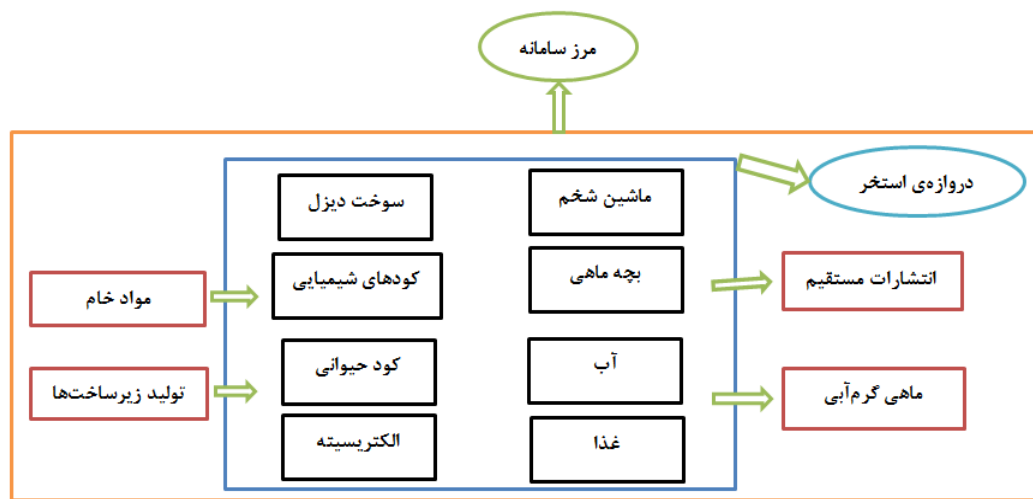 مرز سامانه
دروازه‌ی استخر
ماشین شخم
سوخت دیزل
بچه ماهی
کودهای شیمیایی
انتشارات مستقیم
مواد خام
آب
کود حیوانی
تولید زیرساخت‌ها
ماهی گرم‌آبی
غذا
الکتریسیته